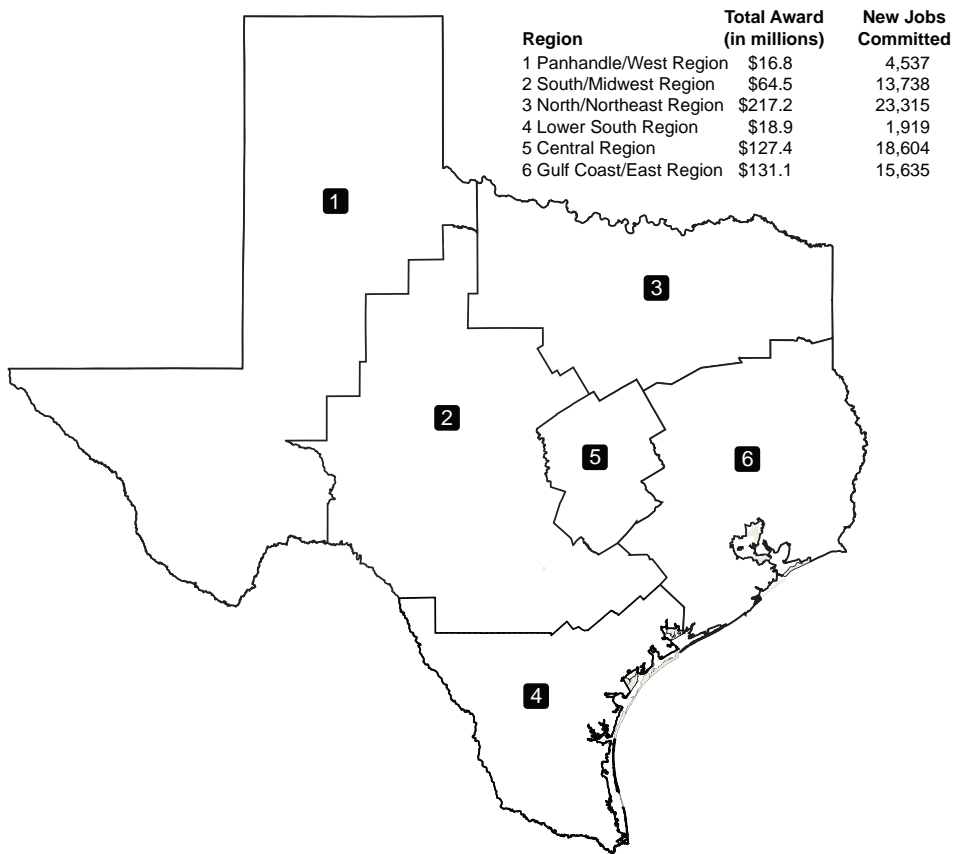 Region Total Award (in millions) New Jobs Committed
1 Panhandle/West Region $16.8 4,537
2 South/Midwest Region $64.5 13,738
3 North/Northeast Region $217.2 23,315
4 Lower South Region $18.9 1,919
5 Central Region $127.4 18,604
6 Gulf Coast/East Region $131.1 15,635
1
3
2
5
6
4